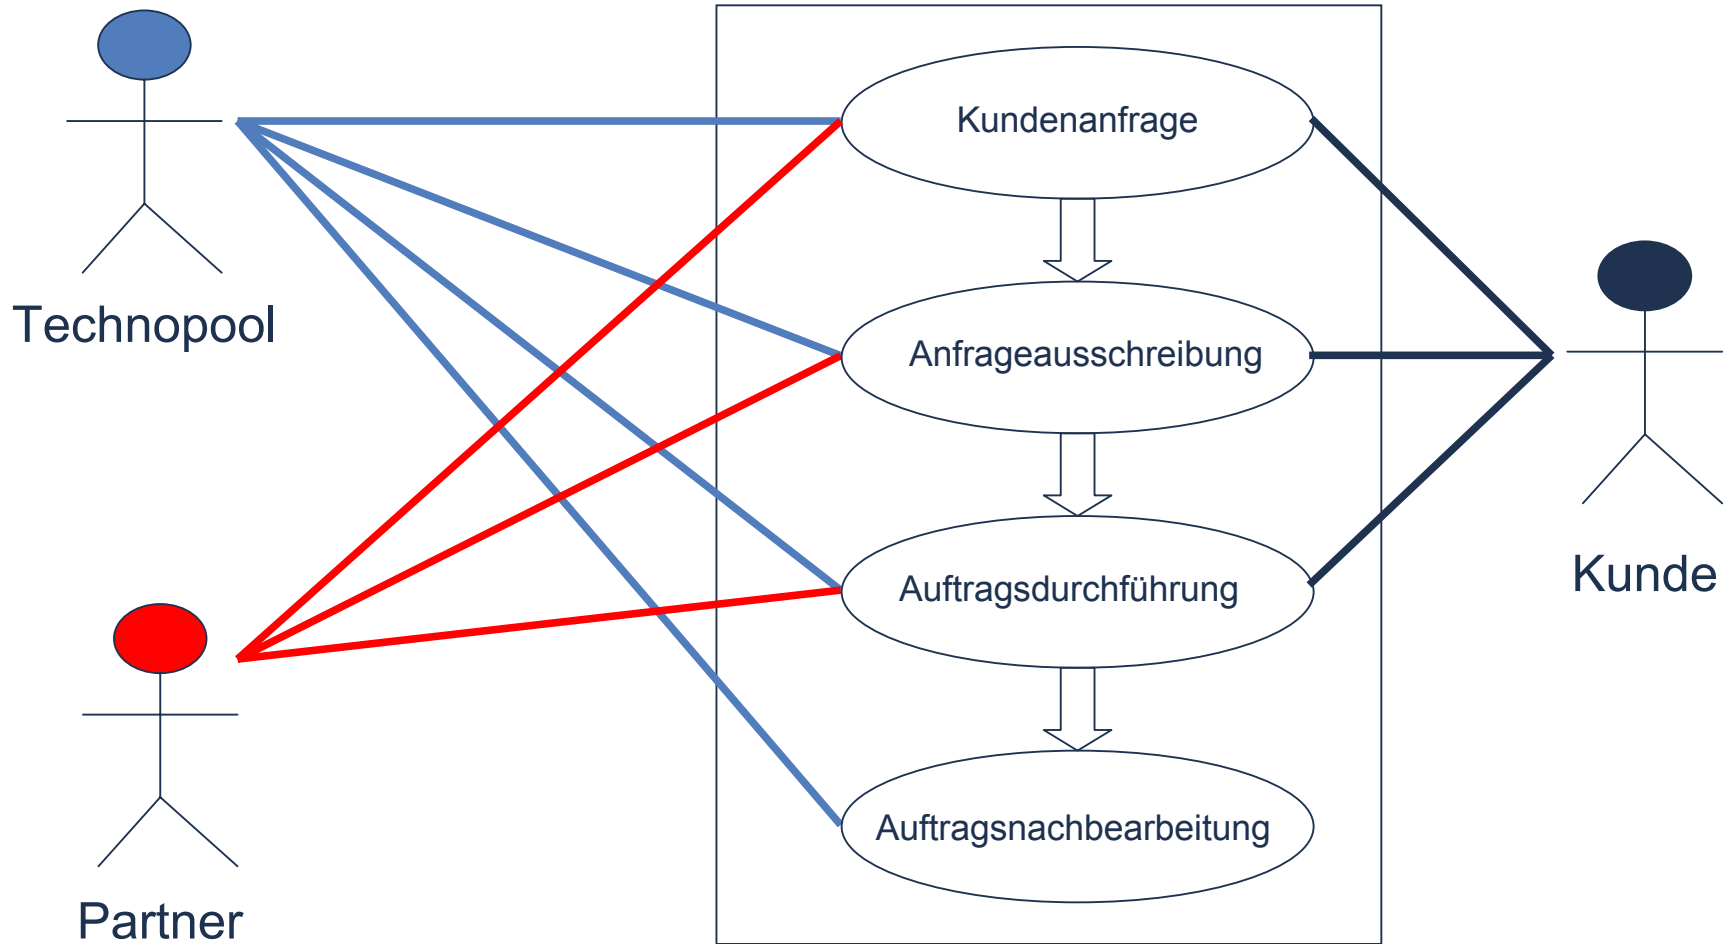 Kundenanfrage
Technopool
Anfrageausschreibung
Auftragsdurchführung
Kunde
Auftragsnachbearbeitung
Partner